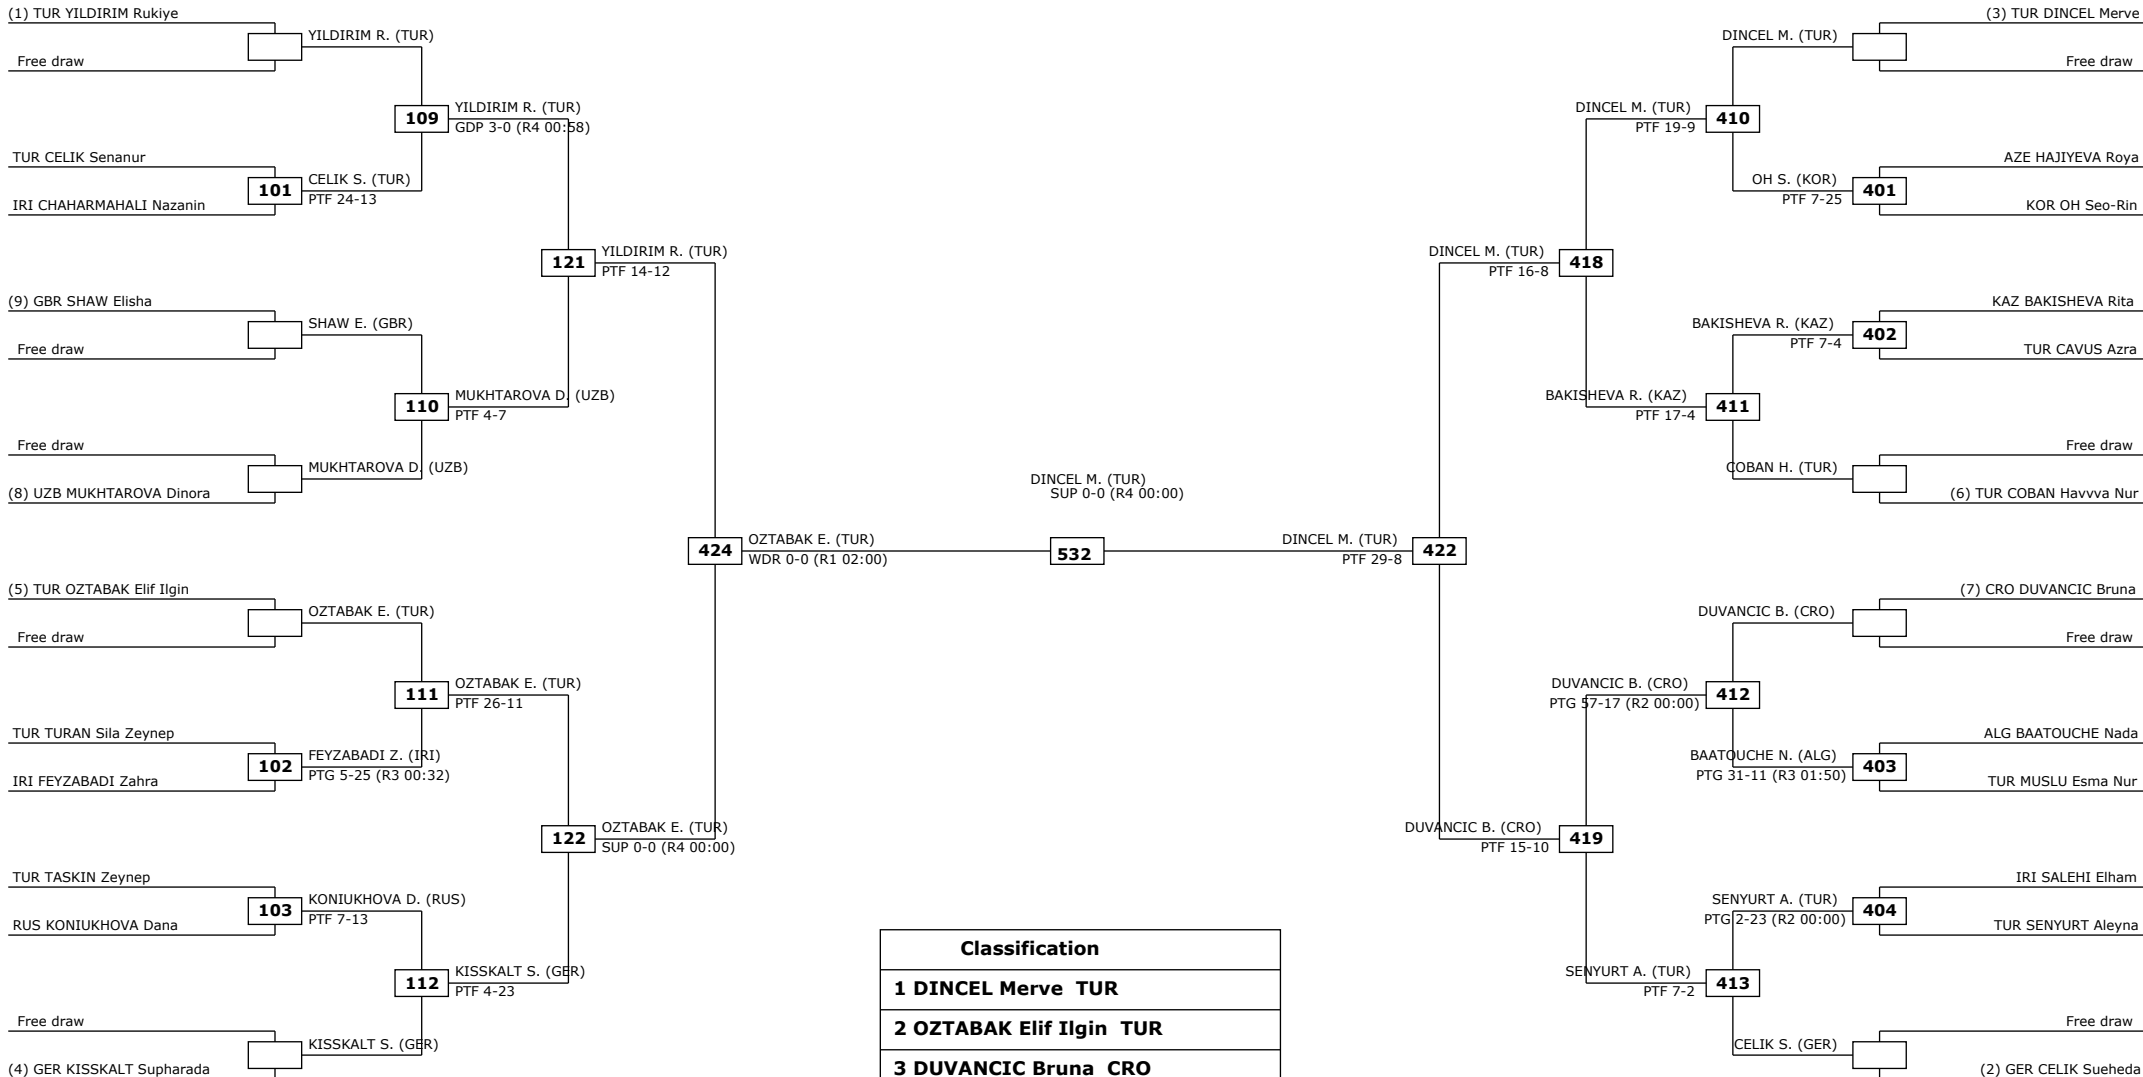 (1) TUR YILDIRIM Rukiye
YILDIRIM R. (TUR)
Free draw
109
YILDIRIM R. (TUR)
GDP 3-0 (R4 00:58)
TUR CELIK Senanur
101
CELIK S. (TUR)
PTF 24-13
IRI CHAHARMAHALI Nazanin
121
YILDIRIM R. (TUR)
PTF 14-12
(9) GBR SHAW Elisha
SHAW E. (GBR)
Free draw
110
MUKHTAROVA D. (UZB)
PTF 4-7
Free draw
MUKHTAROVA D. (UZB)
(8) UZB MUKHTAROVA Dinora
424
OZTABAK E. (TUR)
WDR 0-0 (R1 02:00)
(5) TUR OZTABAK Elif Ilgin
OZTABAK E. (TUR)
Free draw
111
OZTABAK E. (TUR)
PTF 26-11
TUR TURAN Sila Zeynep
102
FEYZABADI Z. (IRI)
PTG 5-25 (R3 00:32)
IRI FEYZABADI Zahra
122
OZTABAK E. (TUR)
SUP 0-0 (R4 00:00)
TUR TASKIN Zeynep
103
KONIUKHOVA D. (RUS)
PTF 7-13
RUS KONIUKHOVA Dana
112
KISSKALT S. (GER)
PTF 4-23
Free draw
KISSKALT S. (GER)
(4) GER KISSKALT Supharada
DINCEL M. (TUR)
SUP 0-0 (R4 00:00)
532
(3) TUR DINCEL Merve
DINCEL M. (TUR)
Free draw
DINCEL M. (TUR)
PTF 19-9
410
AZE HAJIYEVA Roya
OH S. (KOR)
PTF 7-25
401
KOR OH Seo-Rin
DINCEL M. (TUR)
PTF 16-8
418
KAZ BAKISHEVA Rita
BAKISHEVA R. (KAZ)
PTF 7-4
402
TUR CAVUS Azra
BAKISHEVA R. (KAZ)
PTF 17-4
411
Free draw
COBAN H. (TUR)
(6) TUR COBAN Havvva Nur
DINCEL M. (TUR)
PTF 29-8
422
(7) CRO DUVANCIC Bruna
DUVANCIC B. (CRO)
Free draw
DUVANCIC B. (CRO)
PTG 57-17 (R2 00:00)
412
ALG BAATOUCHE Nada
BAATOUCHE N. (ALG)
PTG 31-11 (R3 01:50)
403
TUR MUSLU Esma Nur
DUVANCIC B. (CRO)
PTF 15-10
419
IRI SALEHI Elham
SENYURT A. (TUR)
PTG 2-23 (R2 00:00)
404
TUR SENYURT Aleyna
SENYURT A. (TUR)
PTF 7-2
413
Free draw
CELIK S. (GER)
(2) GER CELIK Sueheda
Classification
1 DINCEL Merve TUR
2 OZTABAK Elif Ilgin TUR
3 DUVANCIC Bruna CRO